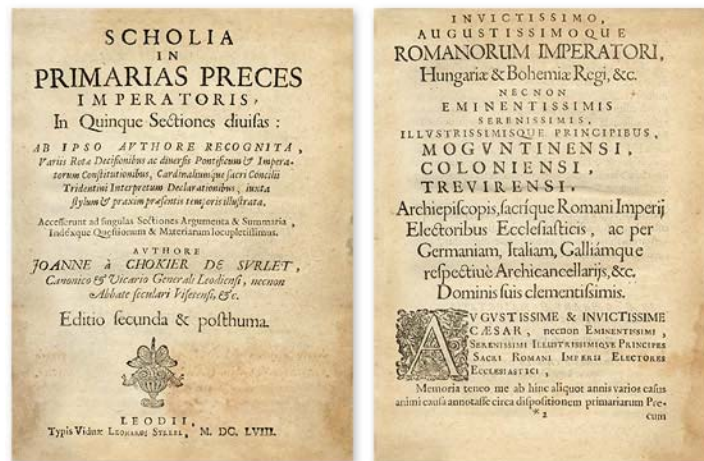 SCHOLIA
IN
PRIMARIAS PRECES
IMPERATORIS,
In Quinque Sectiones diuisas :
AB IPSO AVTHORE RECOGNITA,
Variis Rotæ Decisionibus ac diversis Pontificum & Impera-
torum Constitutionibus, Cardinaliumque sacri Concilii
Tridentini Interpretum Declarationibus, iuxta
stylum & praxim præsentis temporis illustrata.
Accesserunt ad singulas Sectiones Argumenta & Summaria,
Indexque Quæstionum & Materiarum locupletissimus.
AVTHORE
JOANNE à CHOKIER DE SVRLET,
Canonico & Vicario Generali Leodiensi, necnon
Abbate seculari Visetensi, &c.
Editio secunda & posthuma.
LEODII,
Typis Viduæ LEONARDI STREEL, M. DC. LVIII.
INVICTISSIMO,
AUGUSTISSIMOQUE
ROMANORUM IMPERATORI,
Hungariæ & Bohemiæ Regi, &c.
NECNON
EMINENTISSIMIS
SERENISSIMIS,
ILLVSTRISSIMISQUE PRINCIPIBUS,
MOGVNTINENSI,
COLONIENSI,
TREVIRENSI,
Archiepiscopis, sacrique Romani Imperij
Electoribus Ecclesiasticis, ac per
Germaniam, Italiam, Galliámque
respectiuè Archicancellarijs, &c.
Dominis suis clementissimis.
AVGVSTISSIME & INVICTISSIME
CÆSAR, necnon EMINENTISSIMI,
SERENISSIMI ILLUSTRISSIMIQVE PRINCIPES
SACRI ROMANI IMPERII ELECTORES
ECCLESIASTICI,
Memoria teneo me ab hinc aliquot annis varios casus
animi causâ annotasse circa dispositionem primariarum Pre-
*2
cum